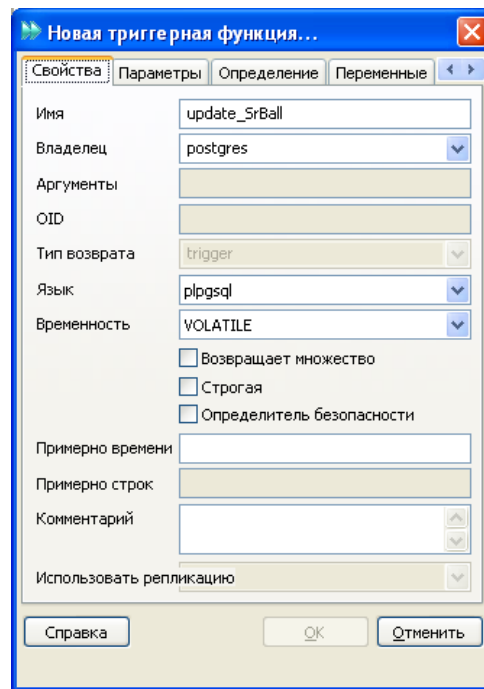 Новая триггерная функция...
Свойства Параметры Определение Переменные
Имя update_SrBall
Владелец postgres
Аргументы
OID
Тип возврата trigger
Язык plpgsql
Временность VOLATILE
Возвращает множество
Строгая
Определитель безопасности
Примерно времени
Примерно строк
Комментарий
Использовать репликацию
Справка OK Отменить